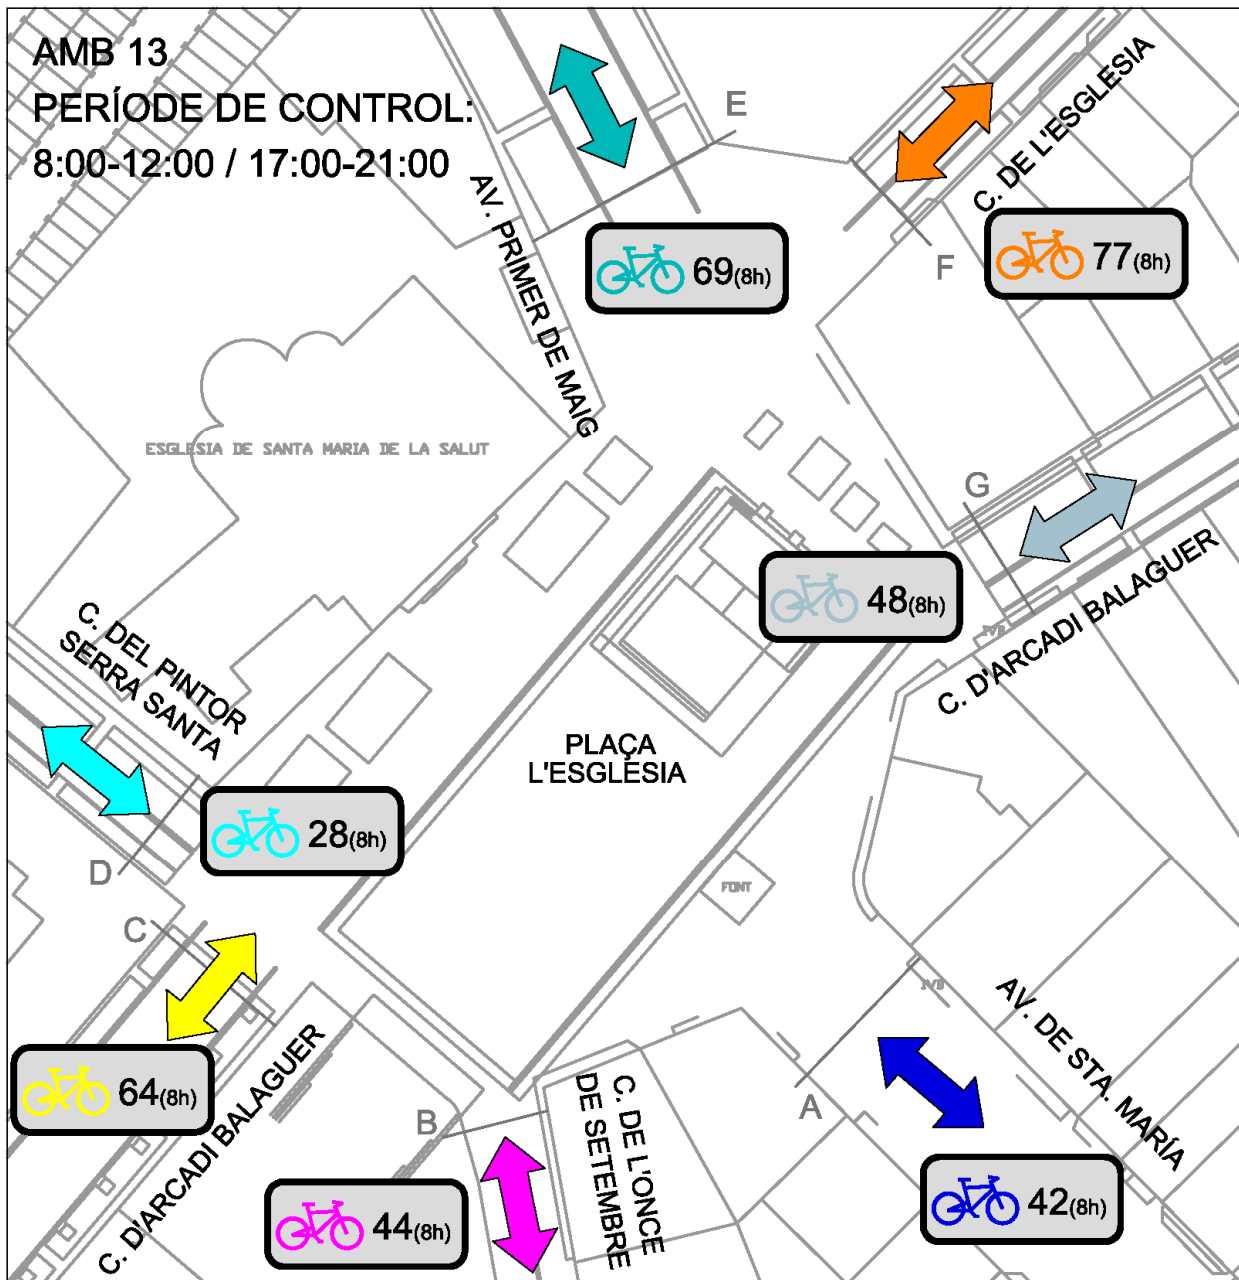 AMB 13
PERÍODE DE CONTROL:
8:00-12:00 / 17:00-21:00
E
C. DE L'ESGLESIA
AV. PRIMER DE MAIG
69(8h)
F
77(8h)
ESGLESIA DE SANTA MARIA DE LA SALUT
G
48(8h)
C. D'ARCADI BALAGUER
C. DEL PINTOR
SERRA SANTA
PLAÇA
L'ESGLESIA
28(8h)
D
FONT
C
AV. DE STA. MARÍA
64(8h)
C. D'ARCADI BALAGUER
B
C. DE L'ONCE
DE SETEMBRE
A
44(8h)
42(8h)